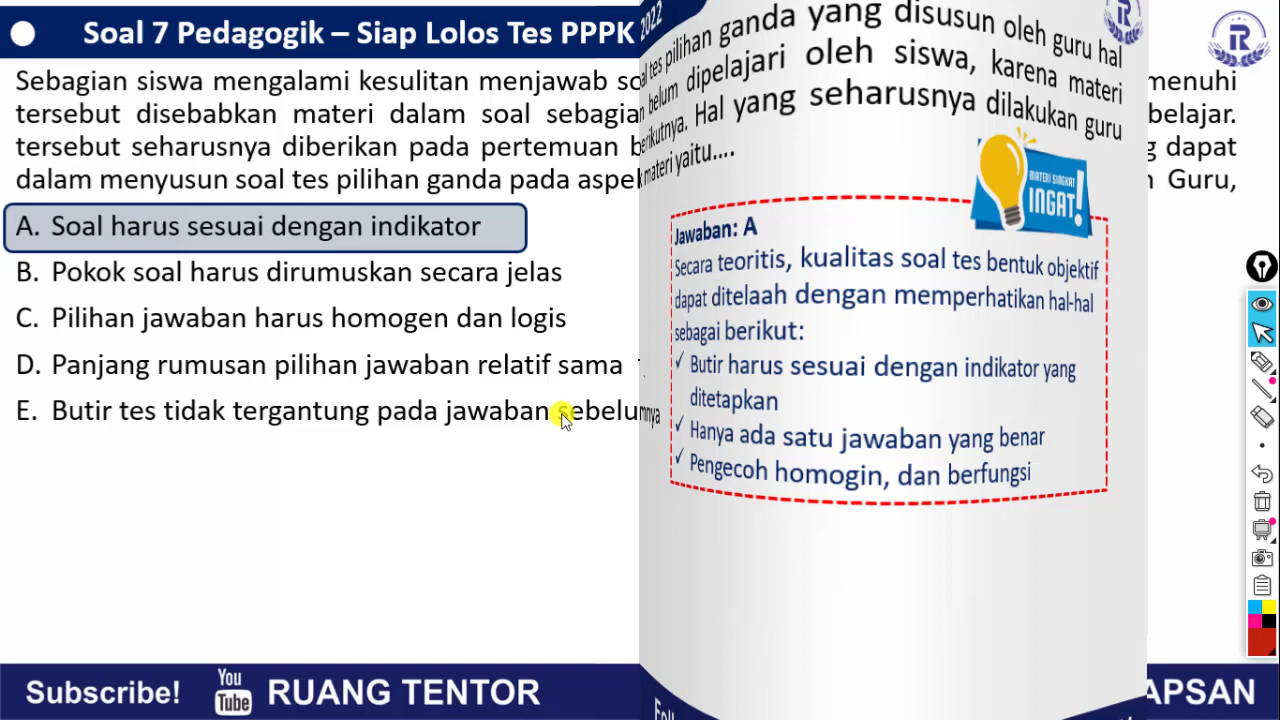 Soal 7 Pedagogik – Siap Lolos Tes PPPK 2022
Sebagian siswa mengalami kesulitan menjawab soal tes pilihan ganda yang disusun oleh guru hal
tersebut disebabkan materi dalam soal sebagian belum dipelajari oleh siswa, karena materi
tersebut seharusnya diberikan pada pertemuan berikutnya. Hal yang seharusnya dilakukan guru
dalam menyusun soal tes pilihan ganda pada aspek materi yaitu....
menuhi
belajar.
g dapat
Guru,
A. Soal harus sesuai dengan indikator
B. Pokok soal harus dirumuskan secara jelas
C. Pilihan jawaban harus homogen dan logis
D. Panjang rumusan pilihan jawaban relatif sama
E. Butir tes tidak tergantung pada jawaban sebelumnya
MATERI SINGKAT
INGAT!
Jawaban: A
Secara teoritis, kualitas soal tes bentuk objektif
dapat ditelaah dengan memperhatikan hal-hal
sebagai berikut:
✓ Butir harus sesuai dengan indikator yang
ditetapkan
✓ Hanya ada satu jawaban yang benar
✓ Pengecoh homogin, dan berfungsi
Subscribe!
You
Tube
RUANG TENTOR
APSAN